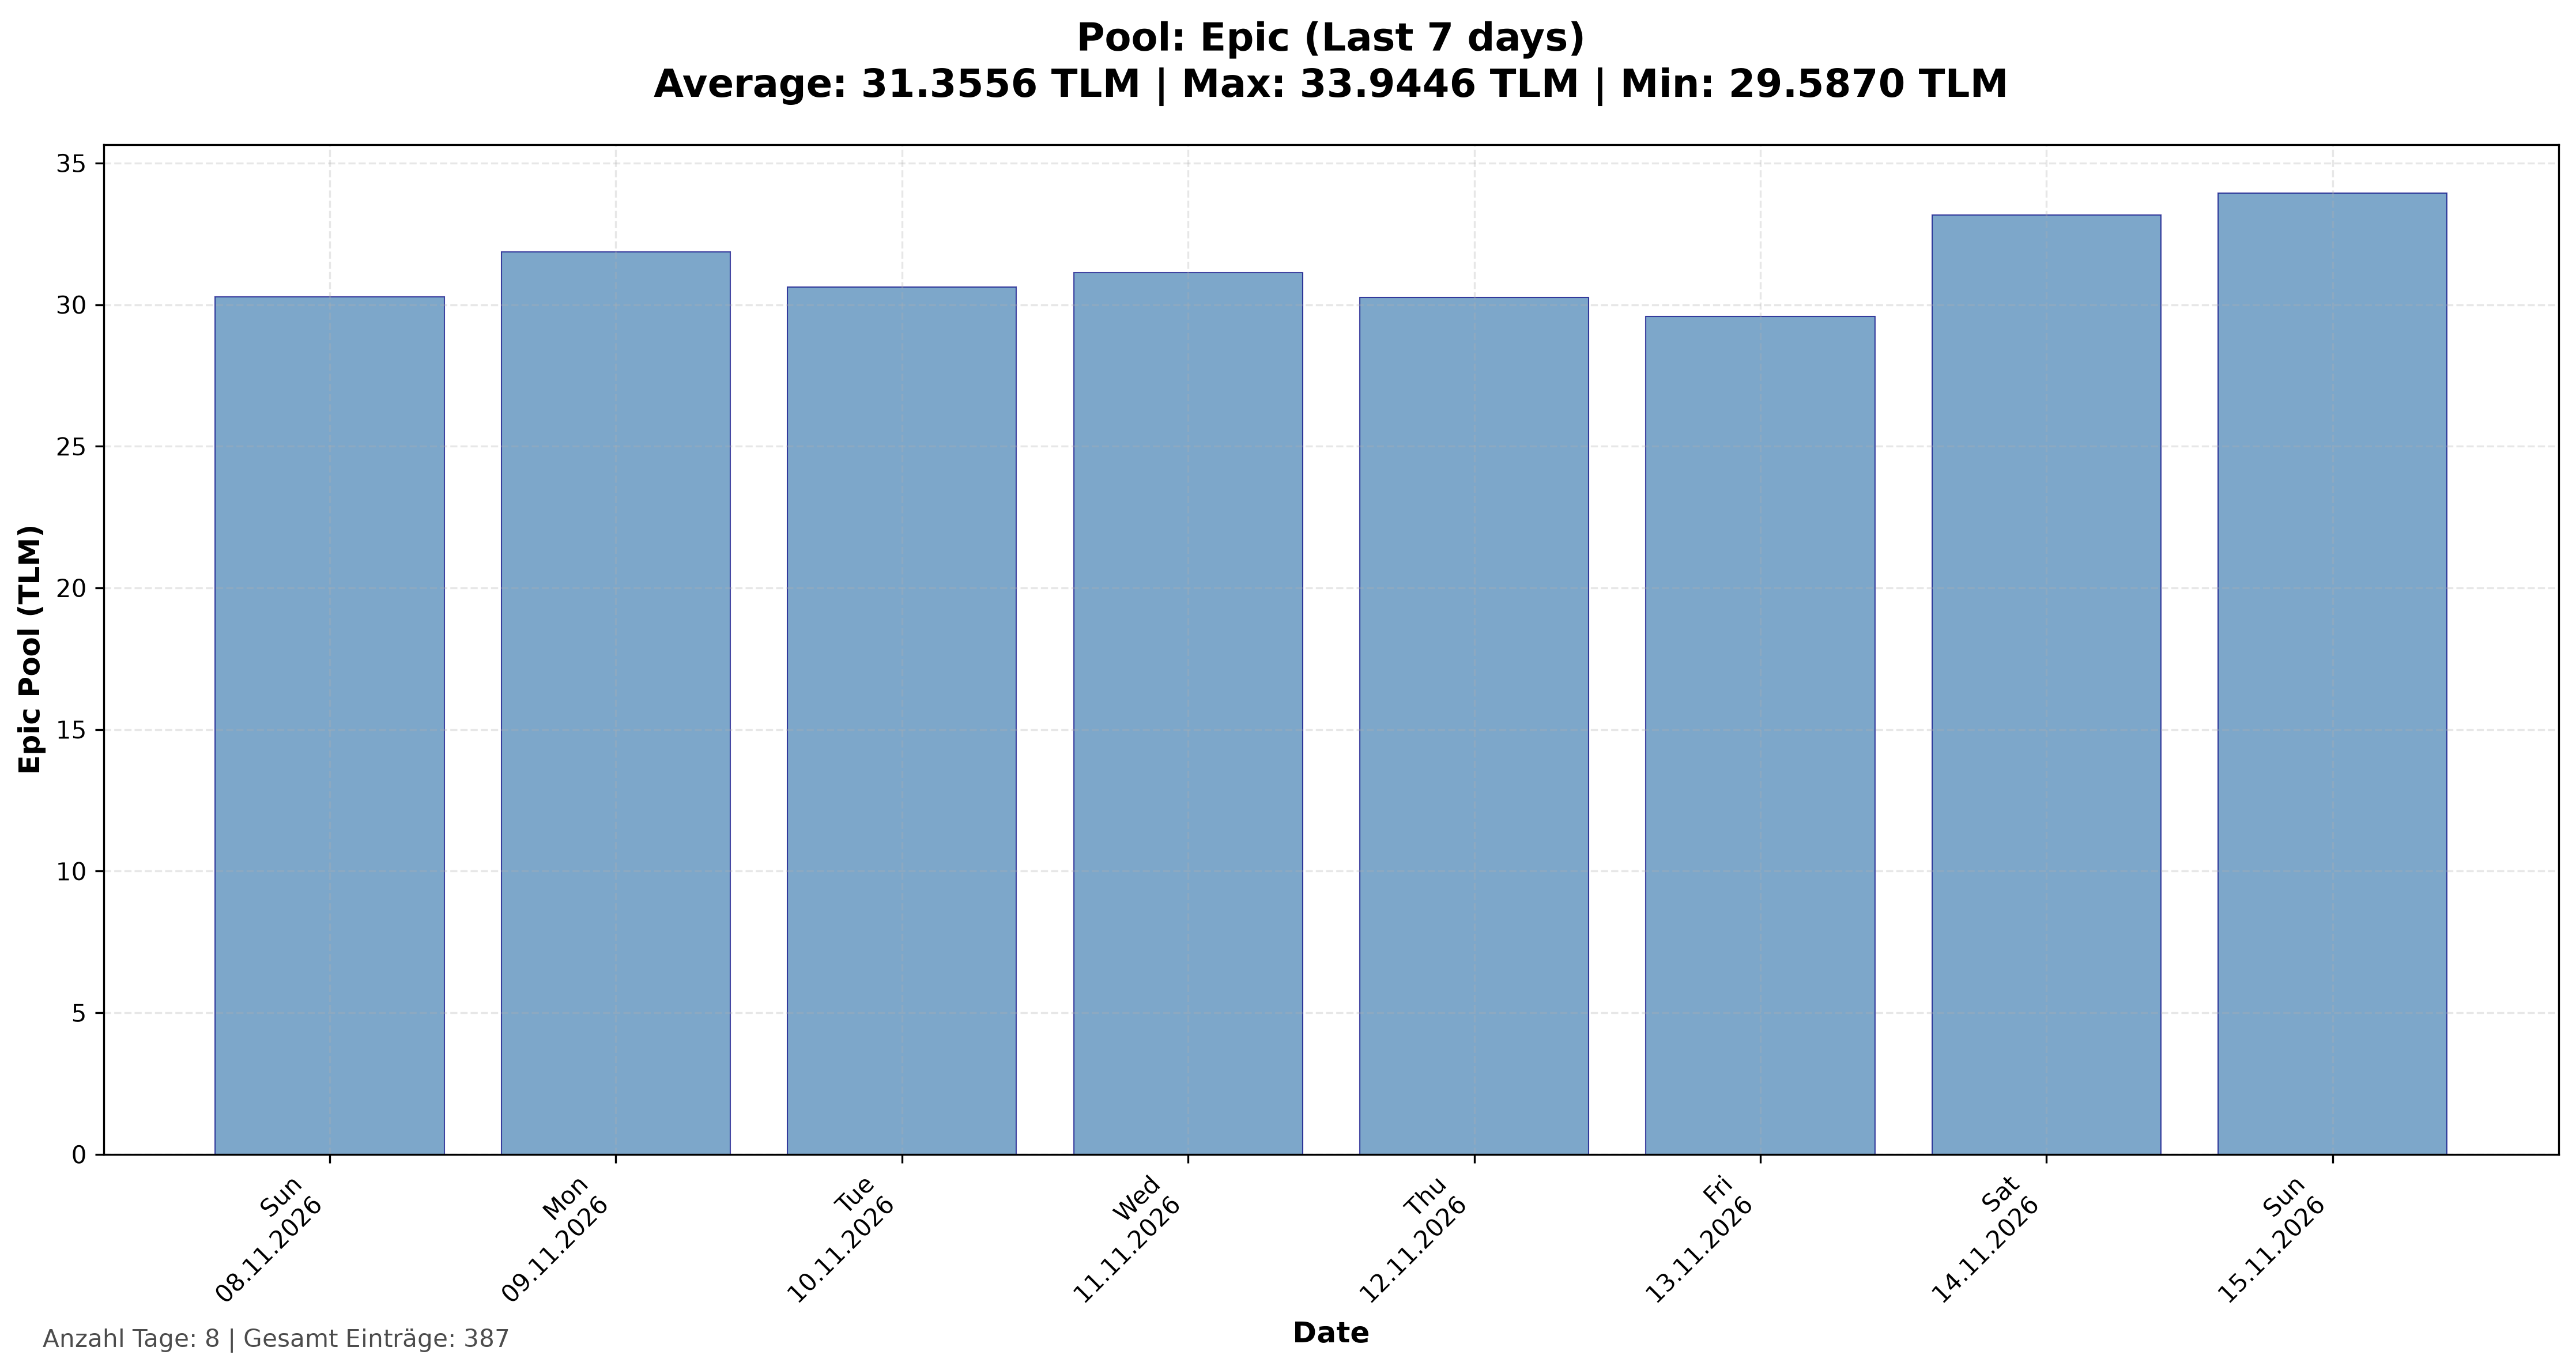 Pool: Epic (Last 7 days)
Average: 31.3556 TLM | Max: 33.9446 TLM | Min: 29.5870 TLM
Epic Pool (TLM)
35
30
25
20
15
10
5
0
Sun
08.11.2026
Mon
09.11.2026
Tue
10.11.2026
Wed
11.11.2026
Thu
12.11.2026
Fri
13.11.2026
Sat
14.11.2026
Sun
15.11.2026
Date
Anzahl Tage: 8 | Gesamt Einträge: 387